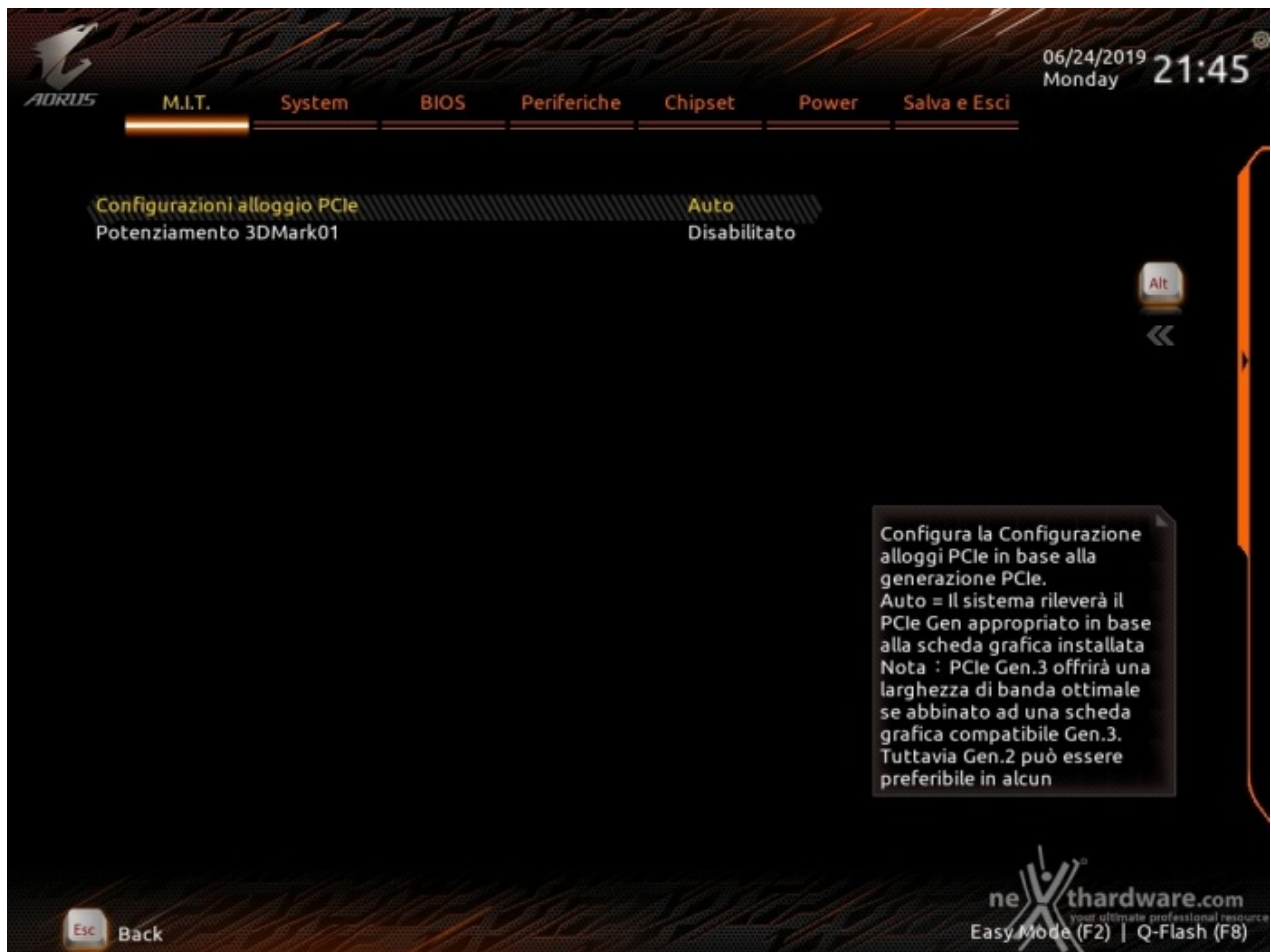 06/24/2019
Monday
21:45
AORUS
M.I.T. System BIOS Periferiche Chipset Power Salva e Esci
Configurazioni alloggio PCIe Auto
Potenziamento 3DMark01 Disabilitato
Alt
Configura la Configurazione
alloggi PCIe in base alla
generazione PCIe.
Auto = Il sistema rileverà il
PCIe Gen appropriato in base
alla scheda grafica installata
Nota : PCIe Gen.3 offrirà una
larghezza di banda ottimale
se abbinato ad una scheda
grafica compatibile Gen.3.
Tuttavia Gen.2 può essere
preferibile in alcun
neXthardware.com
your ultimate professional resource
Esc Back
Easy Mode (F2) | Q-Flash (F8)